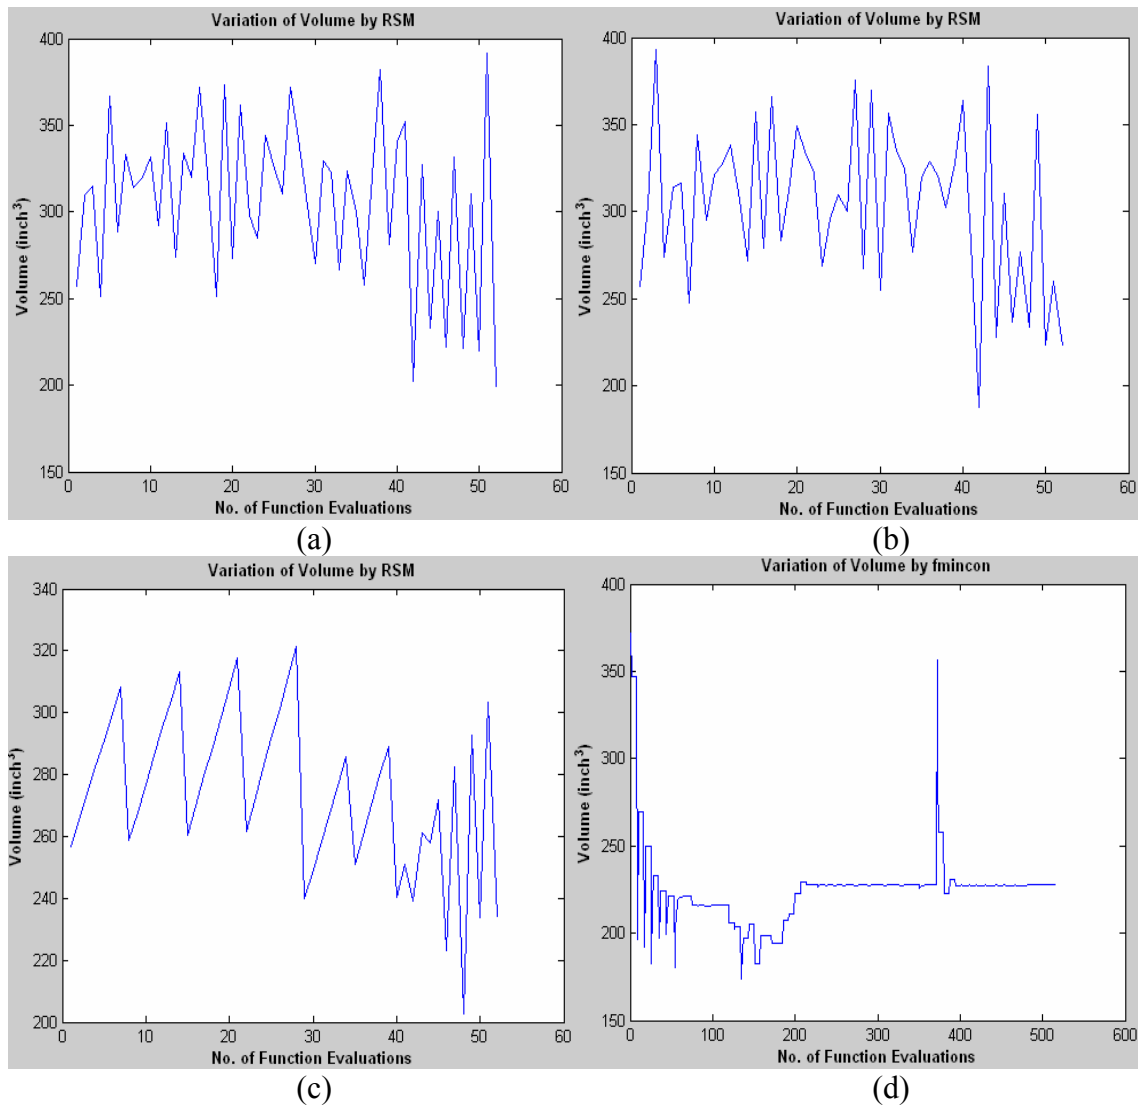 Variation of Volume by RSM
400
350
300
250
200
150
Volume (inch³)
0 10 20 30 40 50 60
No. of Function Evaluations
(a)
Variation of Volume by RSM
400
350
300
250
200
150
Volume (inch³)
0 10 20 30 40 50 60
No. of Function Evaluations
(b)
Variation of Volume by RSM
340
320
300
280
260
240
220
200
Volume (inch³)
0 10 20 30 40 50 60
No. of Function Evaluations
(c)
Variation of Volume by fmincon
400
350
300
250
200
150
Volume (inch³)
0 100 200 300 400 500 600
No. of Function Evaluations
(d)